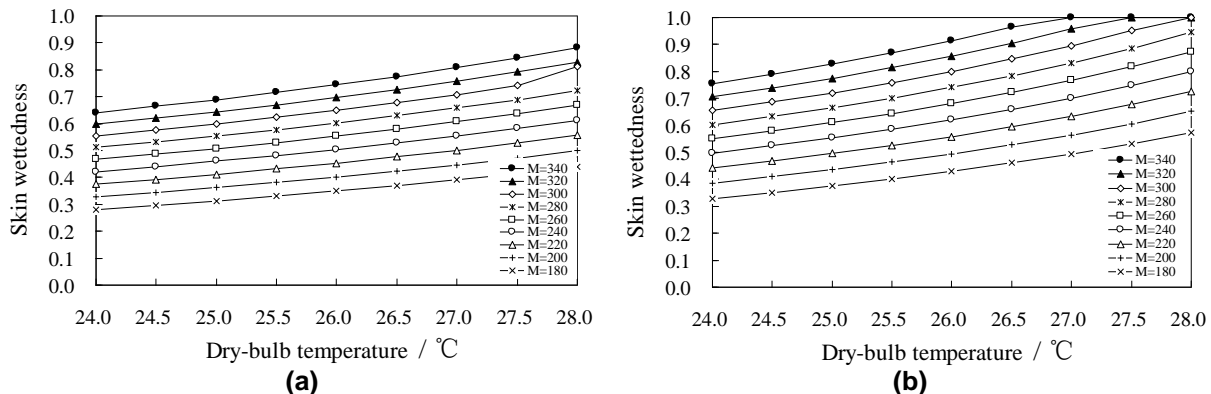 1.0
0.9
0.8
0.7
0.6
0.5
0.4
0.3
0.2
0.1
0.0
Skin wettedness
M=340
M=320
M=300
M=280
M=260
M=240
M=220
M=200
M=180
24.0 24.5 25.0 25.5 26.0 26.5 27.0 27.5 28.0
Dry-bulb temperature / ℃
(a)
1.0
0.9
0.8
0.7
0.6
0.5
0.4
0.3
0.2
0.1
0.0
Skin wettedness
M=340
M=320
M=300
M=280
M=260
M=240
M=220
M=200
M=180
24.0 24.5 25.0 25.5 26.0 26.5 27.0 27.5 28.0
Dry-bulb temperature / ℃
(b)